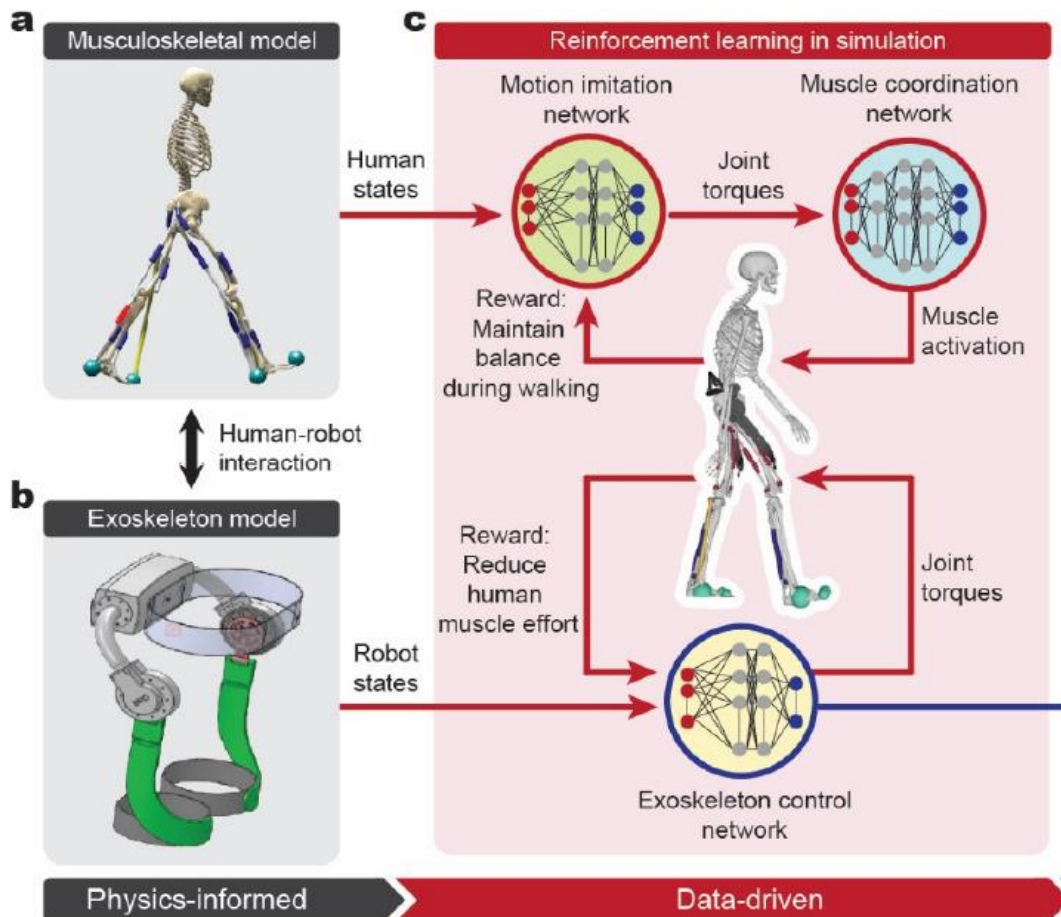 a
Musculoskeletal model
Human-robot
interaction
b
Exoskeleton model
Human
states
Robot
states
c
Reinforcement learning in simulation
Motion imitation
network
Muscle coordination
network
Joint
torques
Reward:
Maintain
balance
during walking
Muscle
activation
Reward:
Reduce
human
muscle effort
Joint
torques
Exoskeleton control
network
Physics-informed
Data-driven